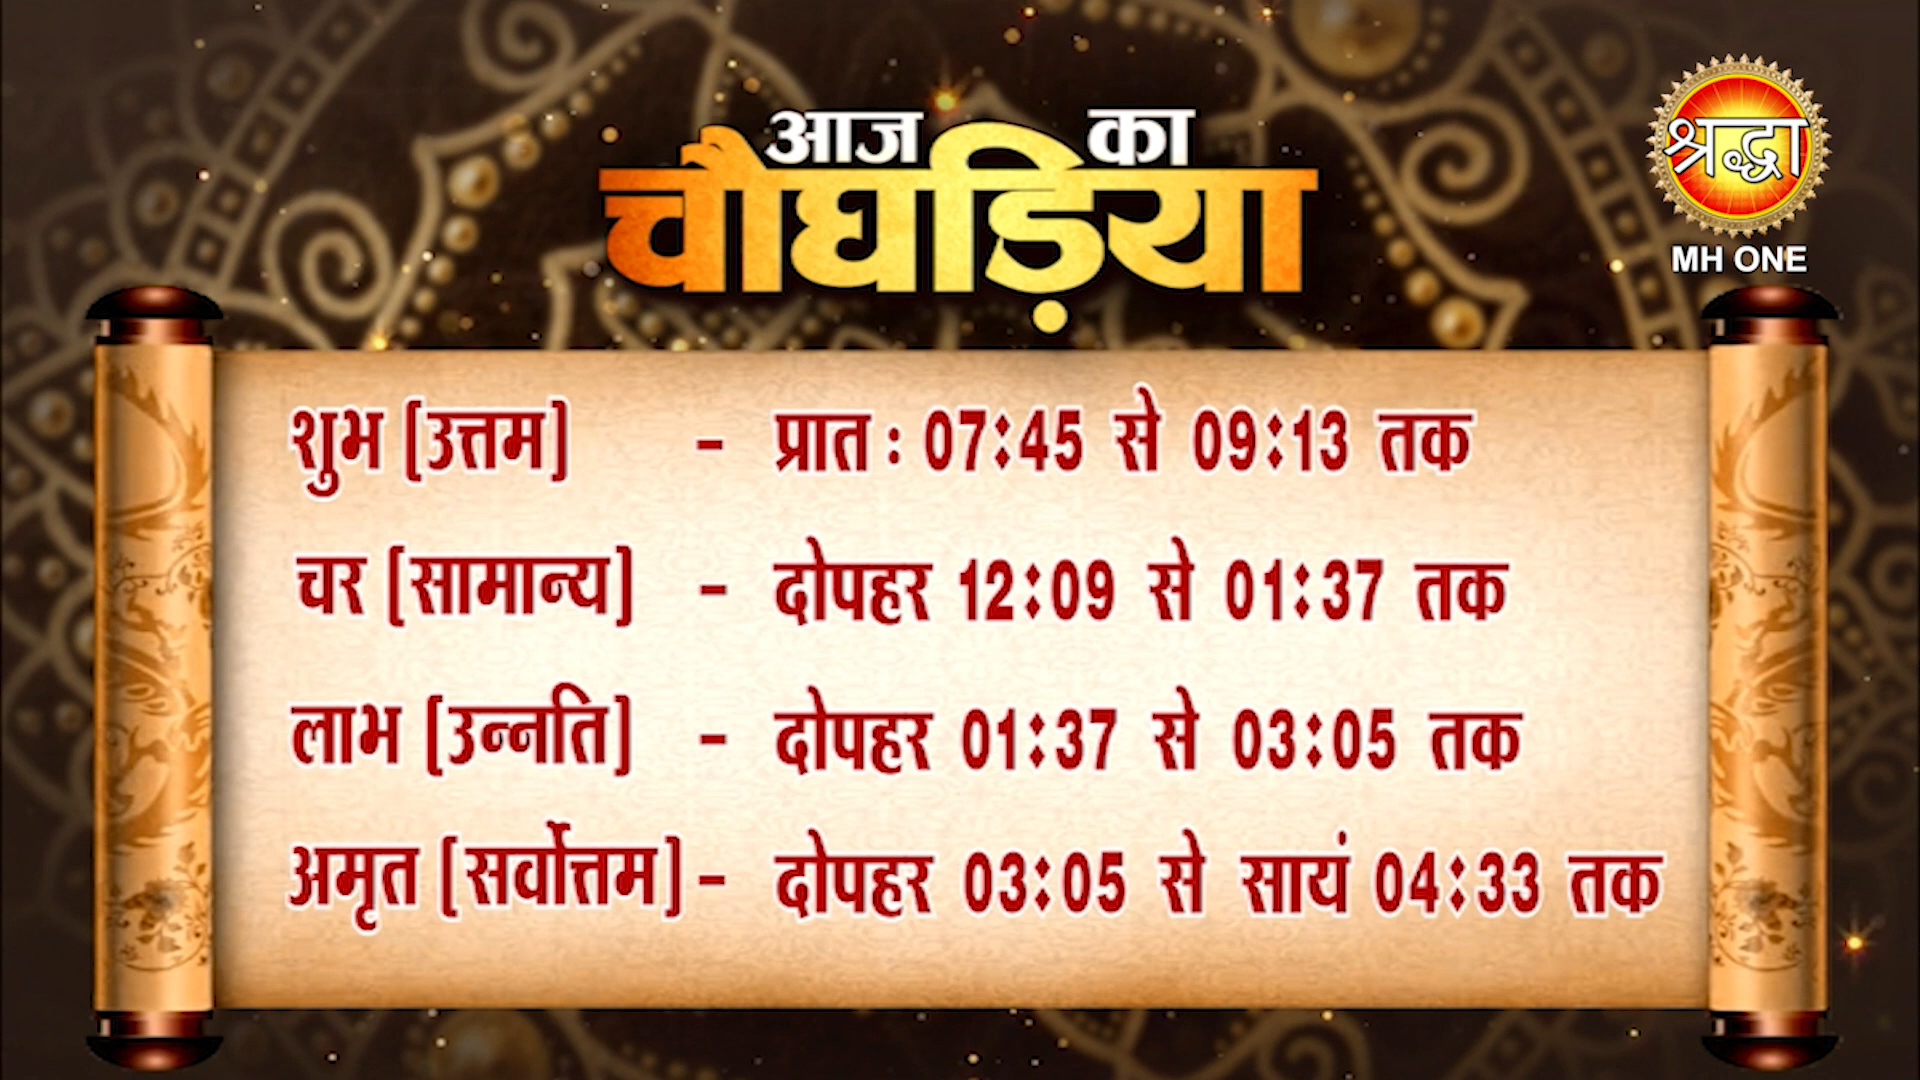 आज का
चौघड़िया
श्रद्धा
MH ONE
शुभ [उत्तम] - प्रातः 07:45 से 09:13 तक
चर [सामान्य] - दोपहर 12:09 से 01:37 तक
लाभ [उन्नति] - दोपहर 01:37 से 03:05 तक
अमृत [सर्वोत्तम] - दोपहर 03:05 से सायं 04:33 तक